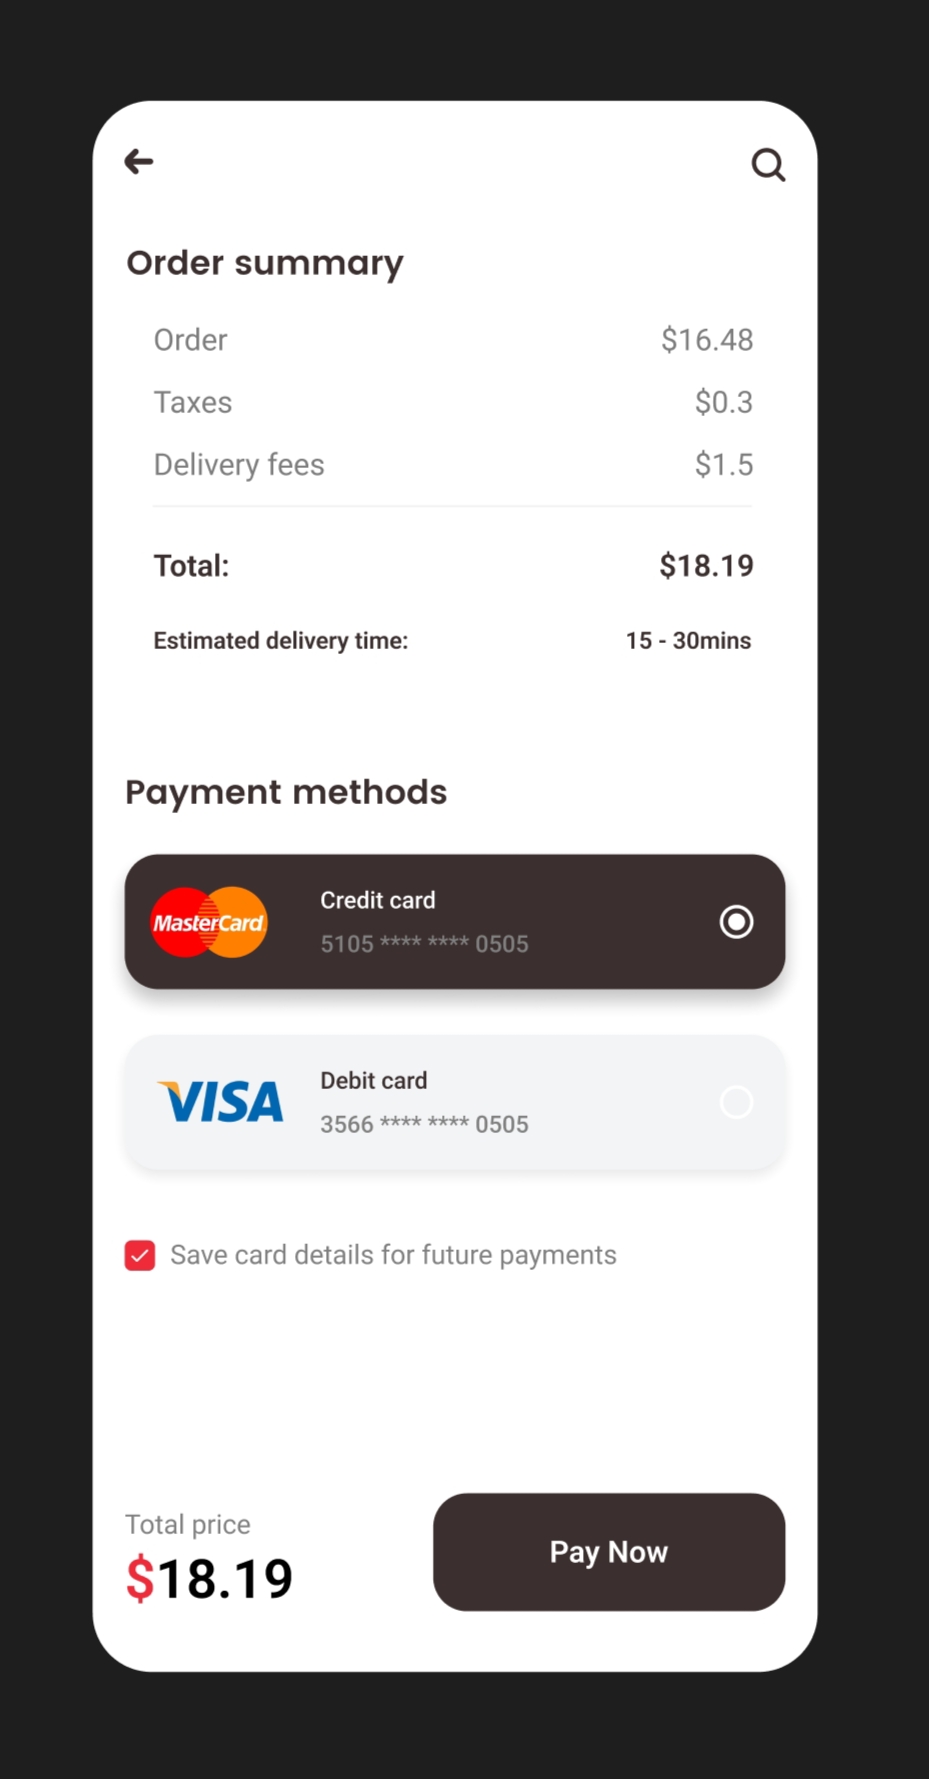 Order summary
Order $16.48
Taxes $0.3
Delivery fees $1.5
Total: $18.19
Estimated delivery time: 15 - 30mins
Payment methods
MasterCard
Credit card
5105 **** **** 0505
VISA
Debit card
3566 **** **** 0505
Save card details for future payments
Total price
$18.19
Pay Now